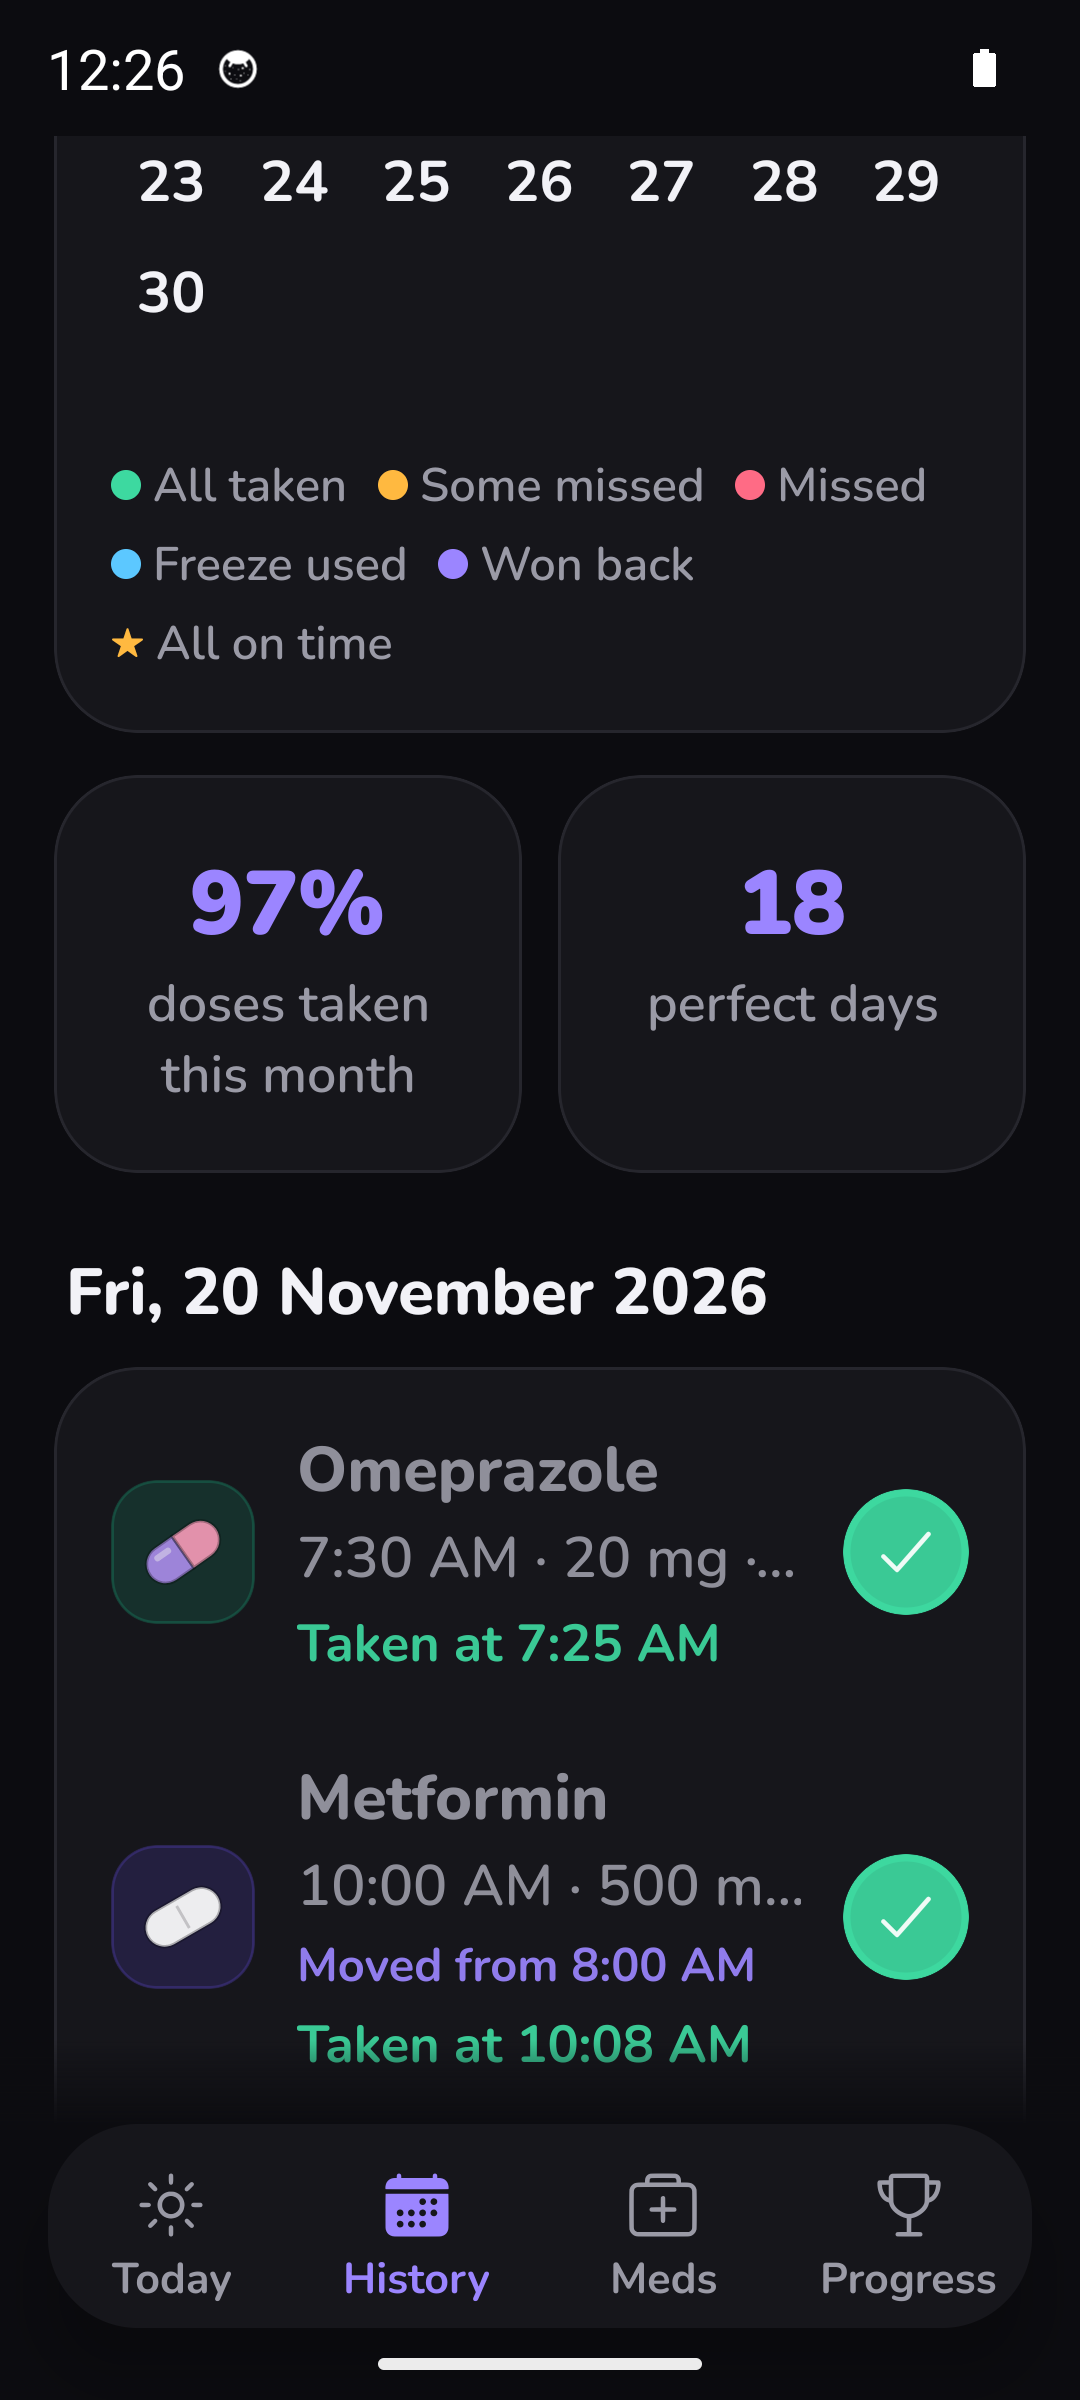 12:26
23 24 25 26 27 28 29
30
All taken Some missed Missed
Freeze used Won back
All on time
97%
doses taken
this month
18
perfect days
Fri, 20 November 2026
Omeprazole
7:30 AM · 20 mg ·...
Taken at 7:25 AM
Metformin
10:00 AM · 500 m...
Moved from 8:00 AM
Taken at 10:08 AM
Today History Meds Progress